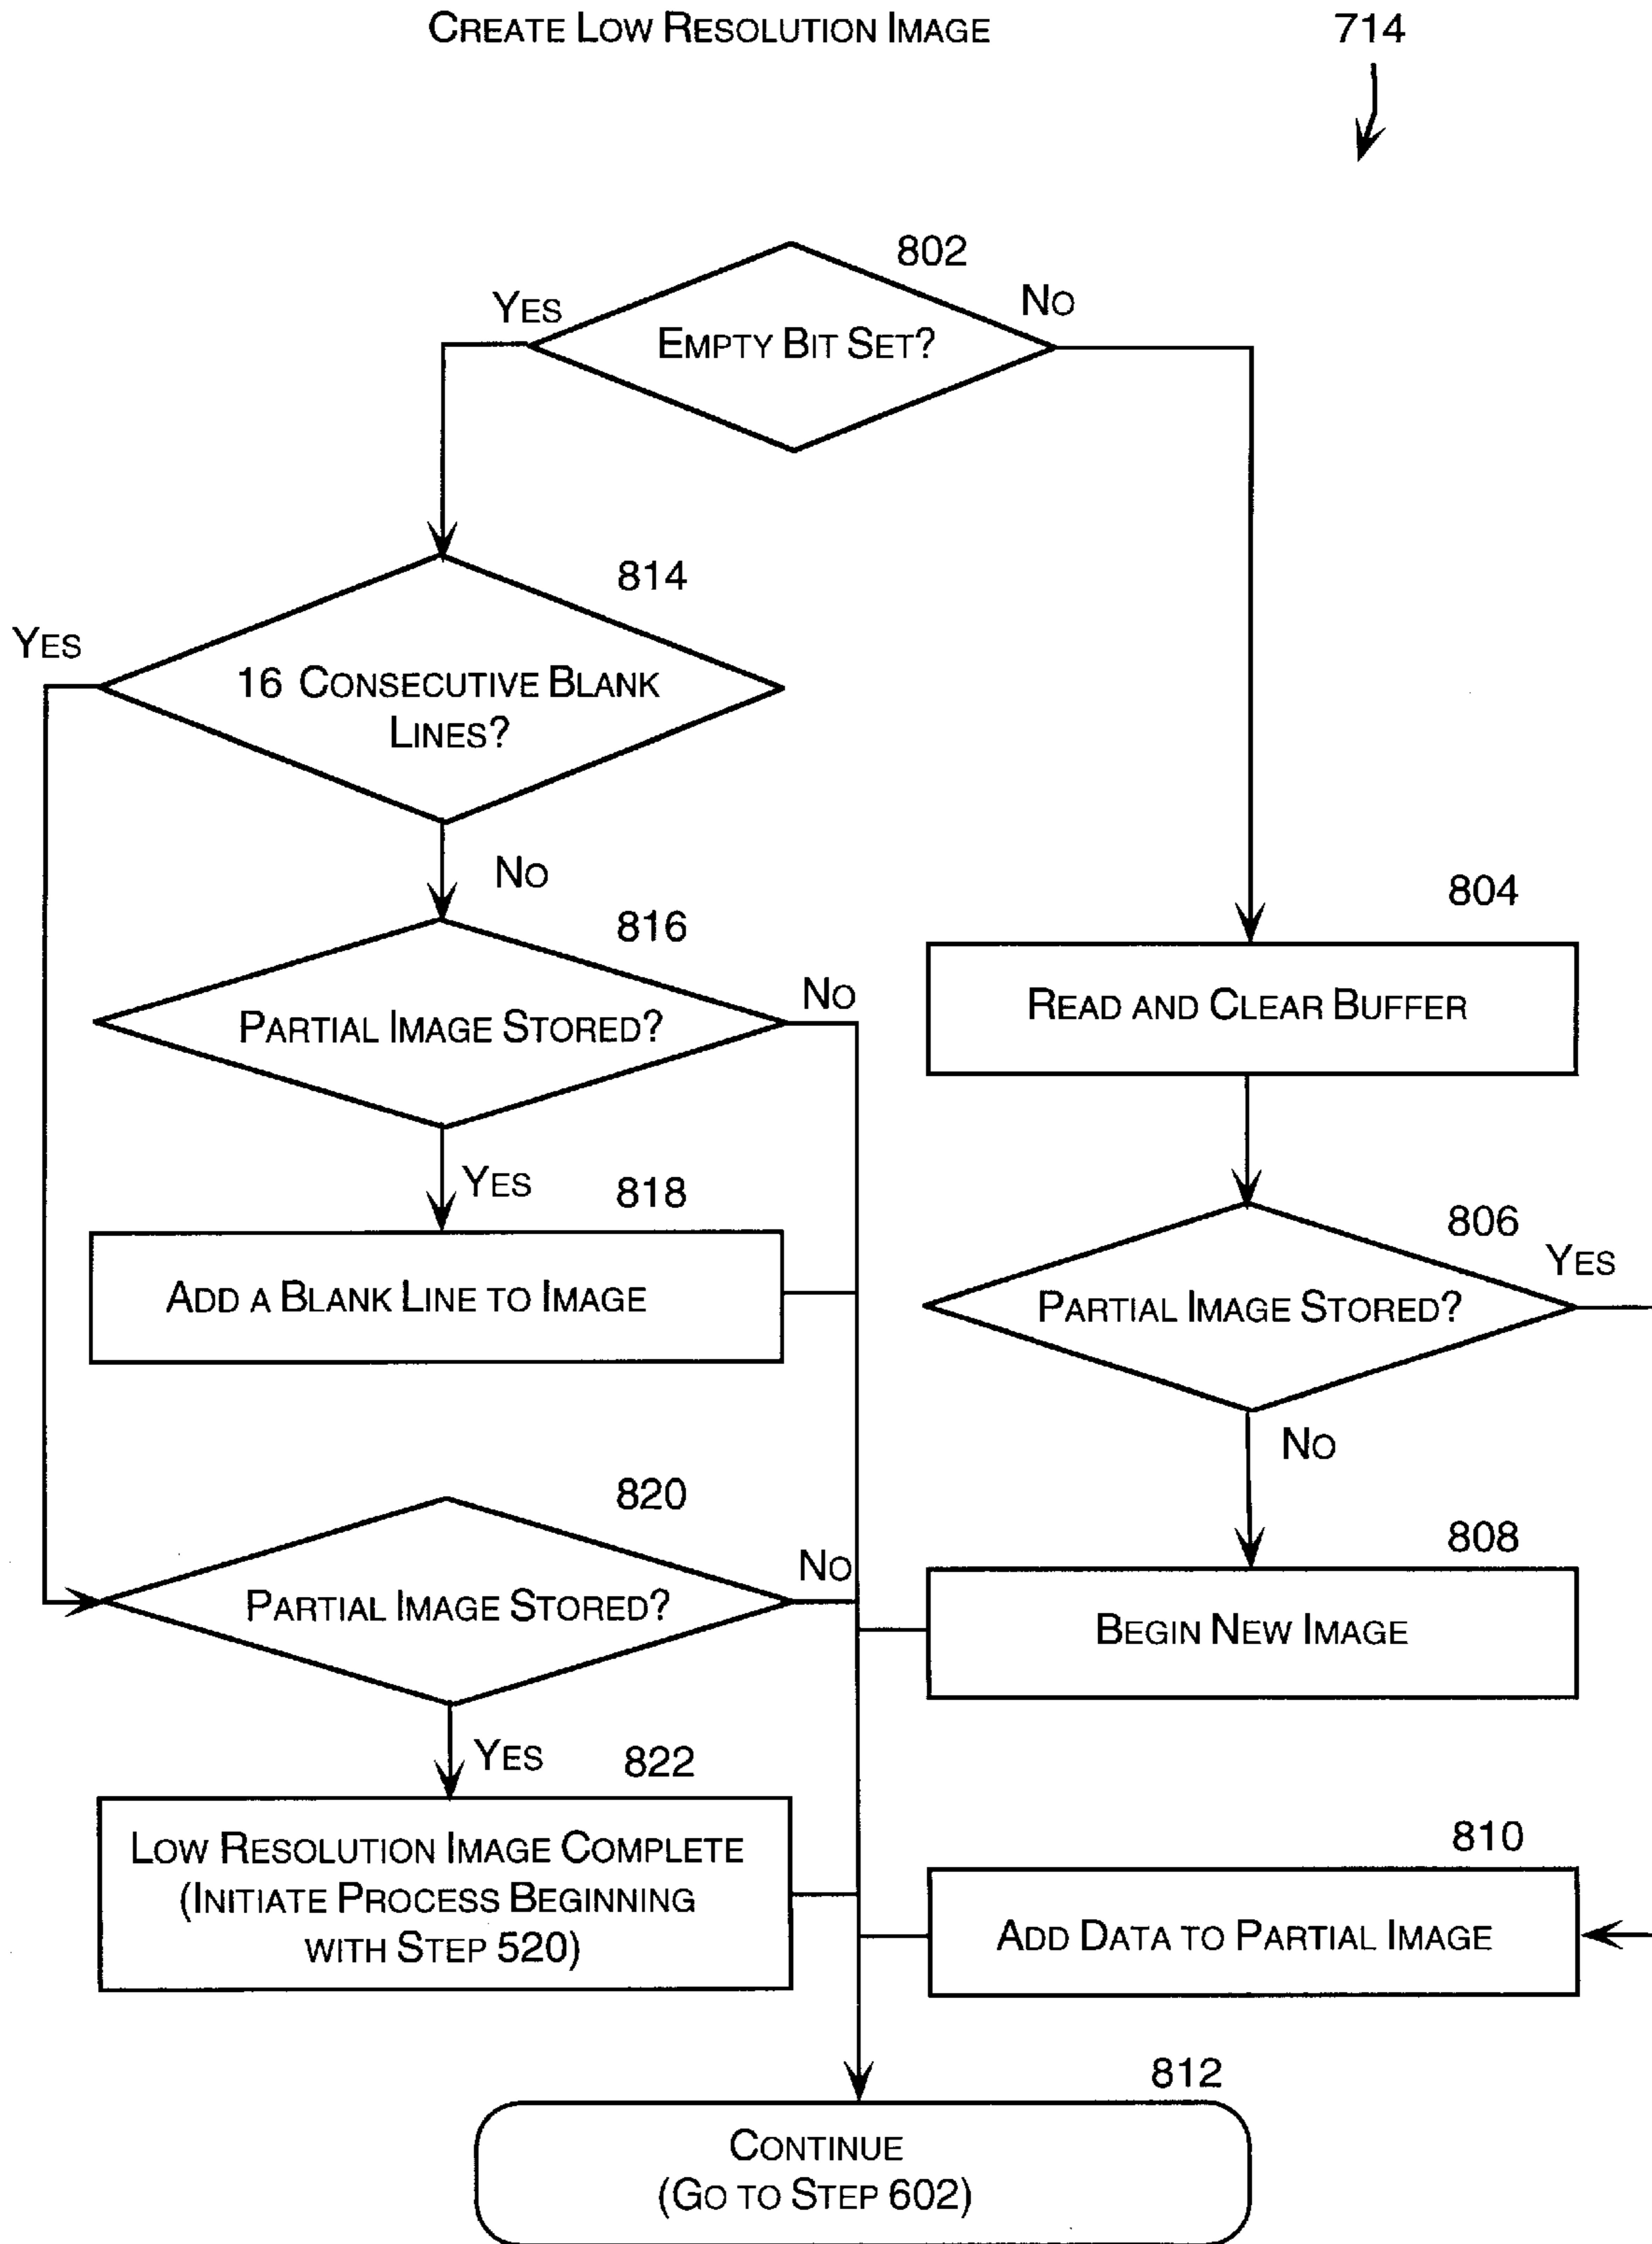 CREATE LOW RESOLUTION IMAGE
714
802
YES
NO
EMPTY BIT SET?
814
YES
16 CONSECUTIVE BLANK
LINES?
NO
804
816
NO
READ AND CLEAR BUFFER
PARTIAL IMAGE STORED?
YES
818
806
YES
ADD A BLANK LINE TO IMAGE
PARTIAL IMAGE STORED?
NO
820
808
NO
PARTIAL IMAGE STORED?
BEGIN NEW IMAGE
YES
822
810
LOW RESOLUTION IMAGE COMPLETE
(INITIATE PROCESS BEGINNING
WITH STEP 520)
ADD DATA TO PARTIAL IMAGE
812
CONTINUE
(GO TO STEP 602)